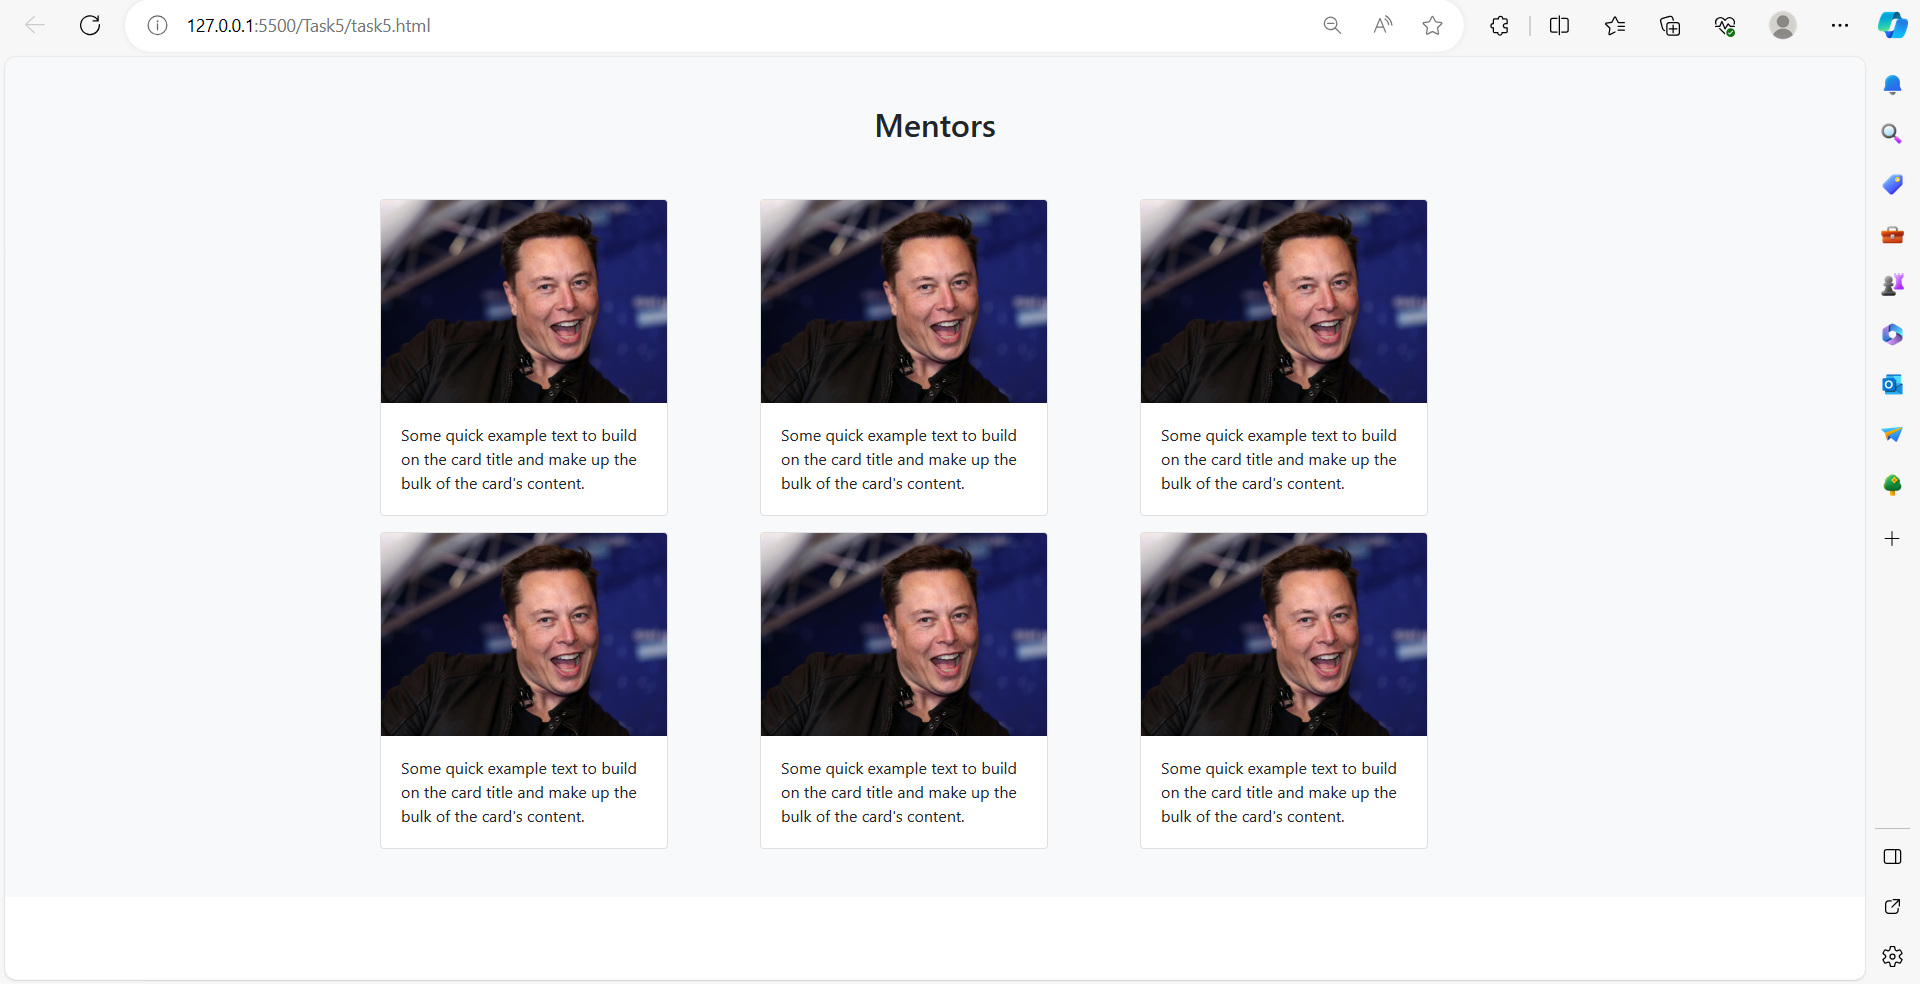 127.0.0.1:5500/Task5/task5.html
Mentors
Some quick example text to build
on the card title and make up the
bulk of the card's content.
Some quick example text to build
on the card title and make up the
bulk of the card's content.
Some quick example text to build
on the card title and make up the
bulk of the card's content.
Some quick example text to build
on the card title and make up the
bulk of the card's content.
Some quick example text to build
on the card title and make up the
bulk of the card's content.
Some quick example text to build
on the card title and make up the
bulk of the card's content.